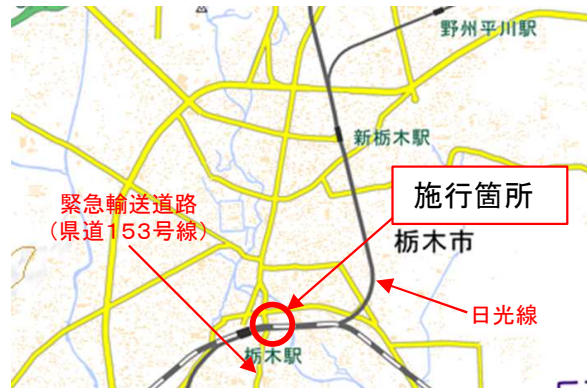 野州平川駅
新栃木駅
施行箇所
緊急輸送道路
(県道153号線)
栃木市
日光線
栃木駅